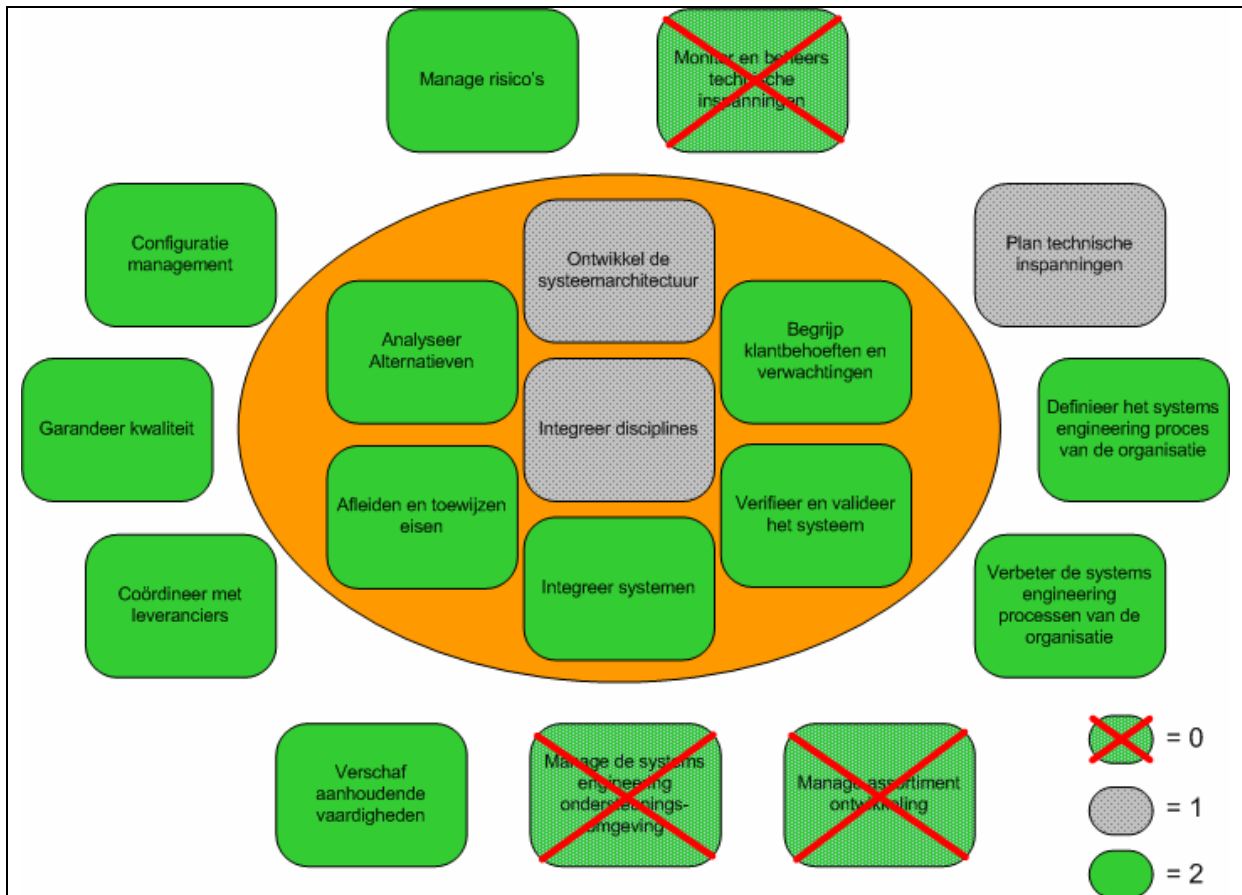 Manage risico's
Monitor en beheers
technische
inspanningen
Configuratie
management
Ontwikkel de
systeemarchitectuur
Plan technische
inspanningen
Analyseer
Alternatieven
Begrijp
klantbehoeften en
verwachtingen
Garandeer kwaliteit
Integreer disciplines
Definieer het systems
engineering proces
van de organisatie
Afleiden en toewijzen
eisen
Verifieer en valideer
het systeem
Coördineer met
leveranciers
Integreer systemen
Verbeter de systems
engineering
processen van de
organisatie
Verschaf
aanhoudende
vaardigheden
Manage de systems
engineering
ondersteunings-
omgeving
Manage assortiment
ontwikkeling
= 0
= 1
= 2